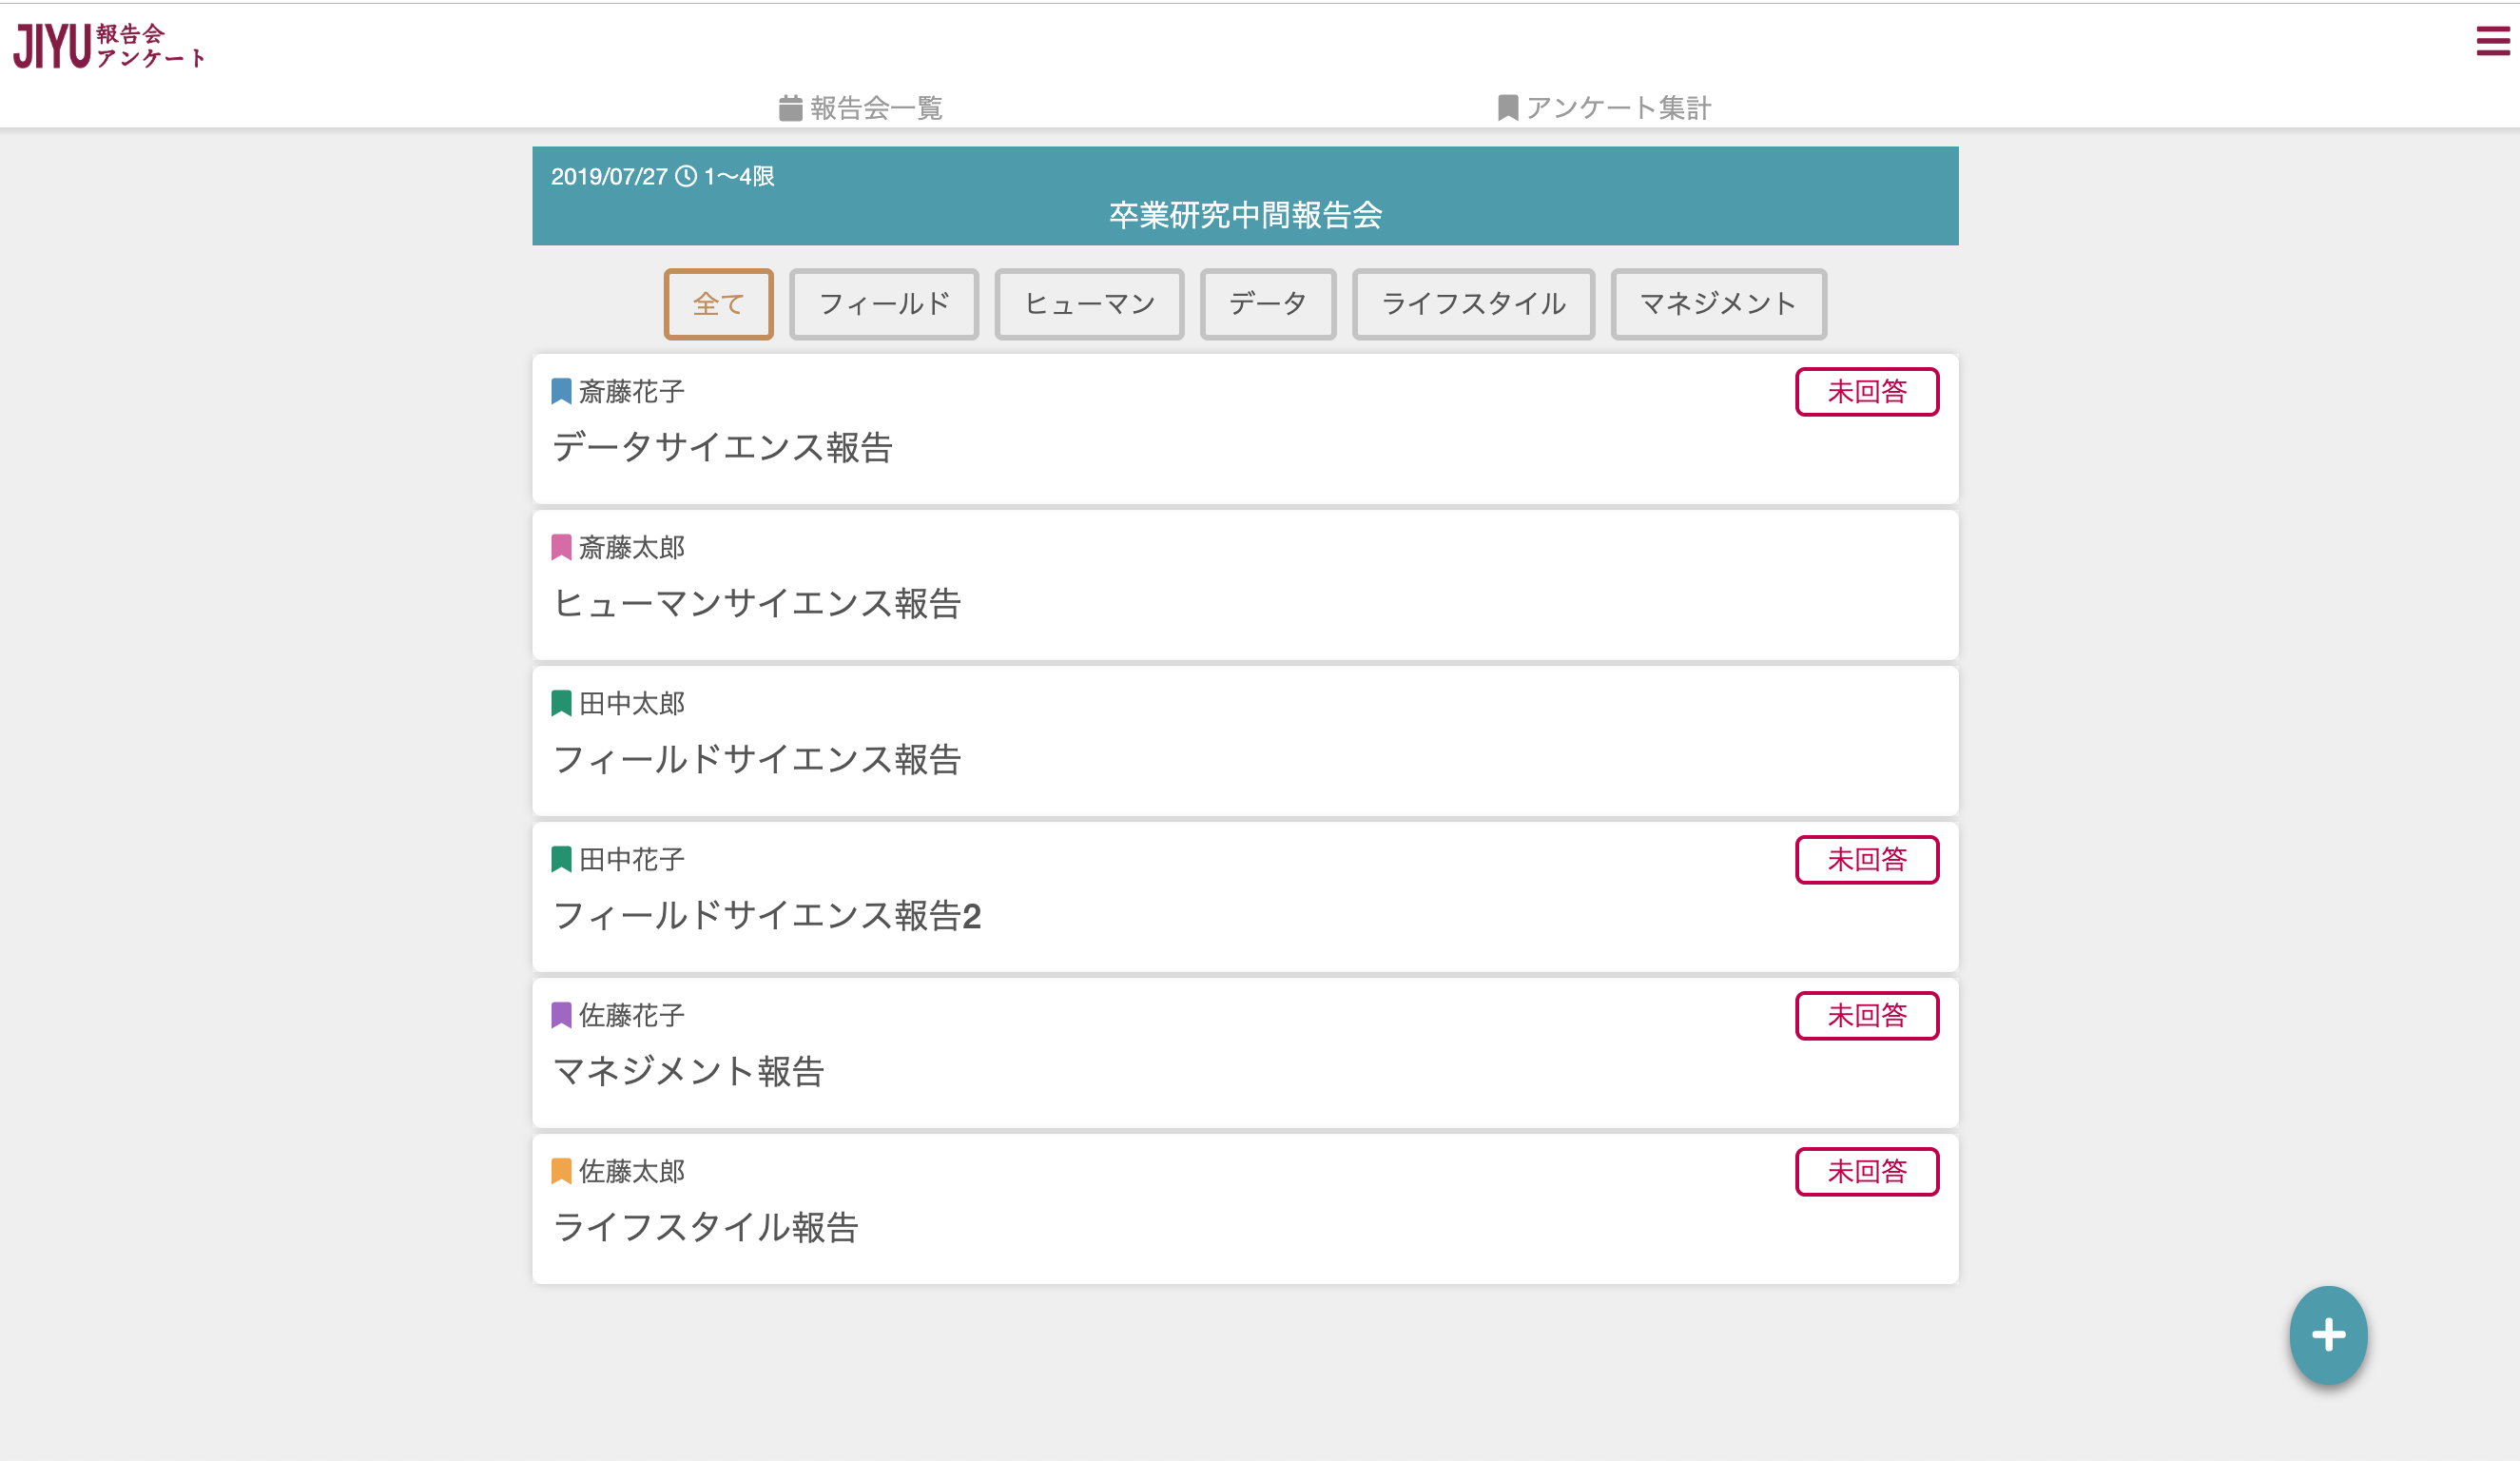 JIYU 報告会
アンケート
報告会一覧
アンケート集計
2019/07/27 1〜4限
卒業研究中間報告会
全て
フィールド
ヒューマン
データ
ライフスタイル
マネジメント
斎藤花子
未回答
データサイエンス報告
斎藤太郎
ヒューマンサイエンス報告
田中太郎
フィールドサイエンス報告
田中花子
未回答
フィールドサイエンス報告2
佐藤花子
未回答
マネジメント報告
佐藤太郎
未回答
ライフスタイル報告